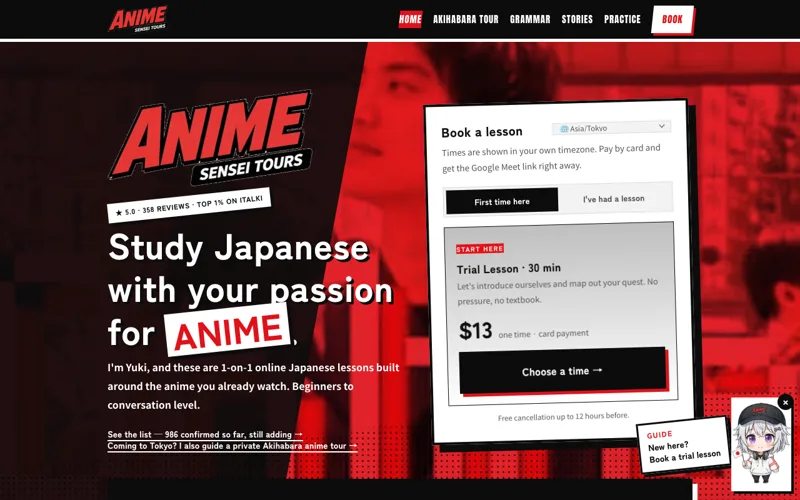 ANIME
SENSEI TOURS
HOME
AKIHABARA TOUR
GRAMMAR
STORIES
PRACTICE
BOOK
ANIME
SENSEI TOURS
★ 5.0 · 358 REVIEWS · TOP 1% ON ITALKI
Study Japanese
with your passion
for ANIME.
I'm Yuki, and these are 1-on-1 online Japanese lessons built
around the anime you already watch. Beginners to
conversation level.
See the list — 986 confirmed so far, still adding →
Coming to Tokyo? I also guide a private Akihabara anime tour →
Book a lesson
Asia/Tokyo
Times are shown in your own timezone. Pay by card and
get the Google Meet link right away.
First time here
I've had a lesson
START HERE
Trial Lesson · 30 min
Let's introduce ourselves and map out your quest. No
pressure, no textbook.
$13 one time · card payment
Choose a time →
Free cancellation up to 12 hours before.
GUIDE
New here?
Book a trial lesson
×